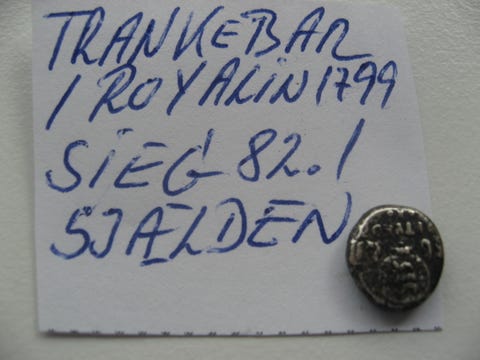 TRANKEBAR
1 ROYALIN 1799
SIEG 82.1
SJÆLDEN